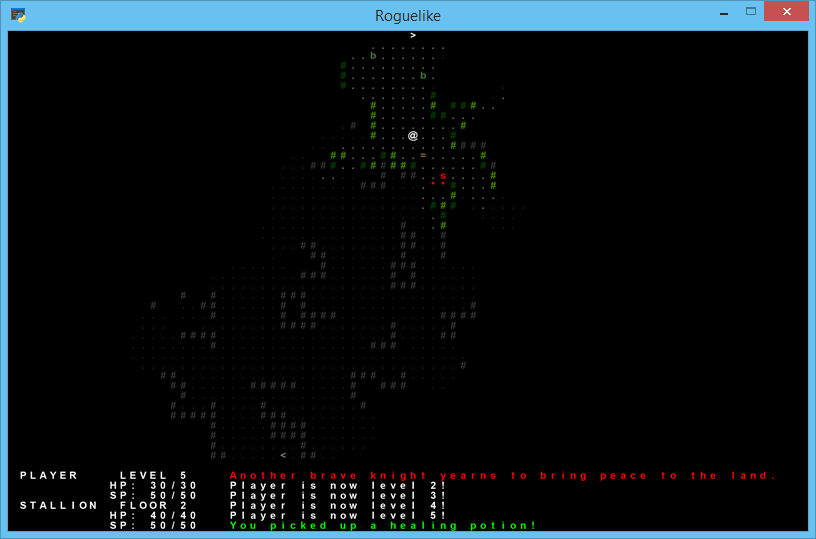 Roguelike
PLAYER LEVEL 5 Another brave knight yearns to bring peace to the land.
HP: 30/30 Player is now level 2!
SP: 50/50 Player is now level 3!
STALLION FLOOR 2 Player is now level 4!
HP: 40/40 Player is now level 5!
SP: 50/50 You picked up a healing potion!